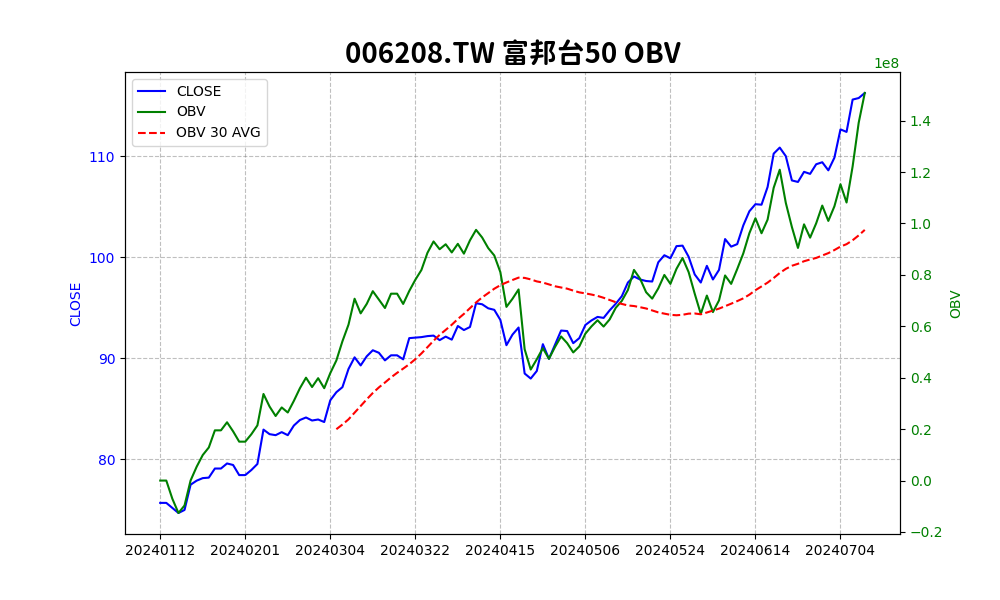 006208.TW 富邦台50 OBV
1e8
CLOSE
OBV
OBV 30 AVG
110
100
90
80
CLOSE
1.4
1.2
1.0
0.8
0.6
0.4
0.2
0.0
−0.2
OBV
20240112 20240201 20240304 20240322 20240415 20240506 20240524 20240614 20240704